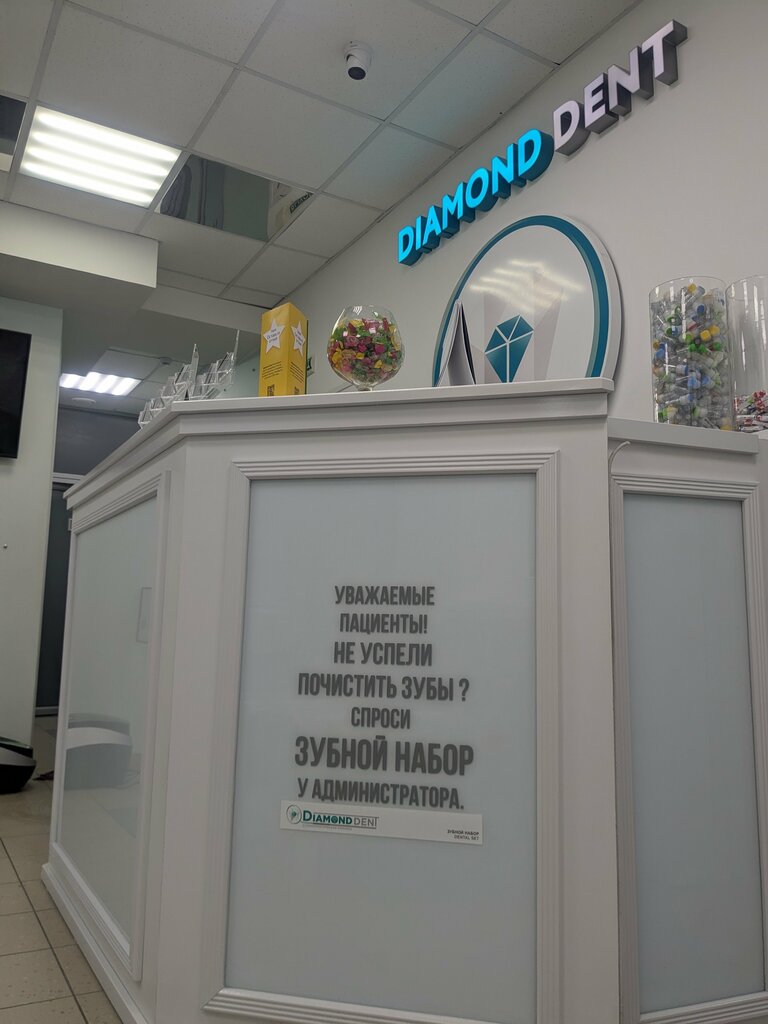 DIAMOND DENT
УВАЖАЕМЫЕ
ПАЦИЕНТЫ!
НЕ УСПЕЛИ
ПОЧИСТИТЬ ЗУБЫ ?
СПРОСИ
ЗУБНОЙ НАБОР
У АДМИНИСТРАТОРА.
DIAMOND DENT
ЗУБНОЙ НАБОР
DENTAL SET